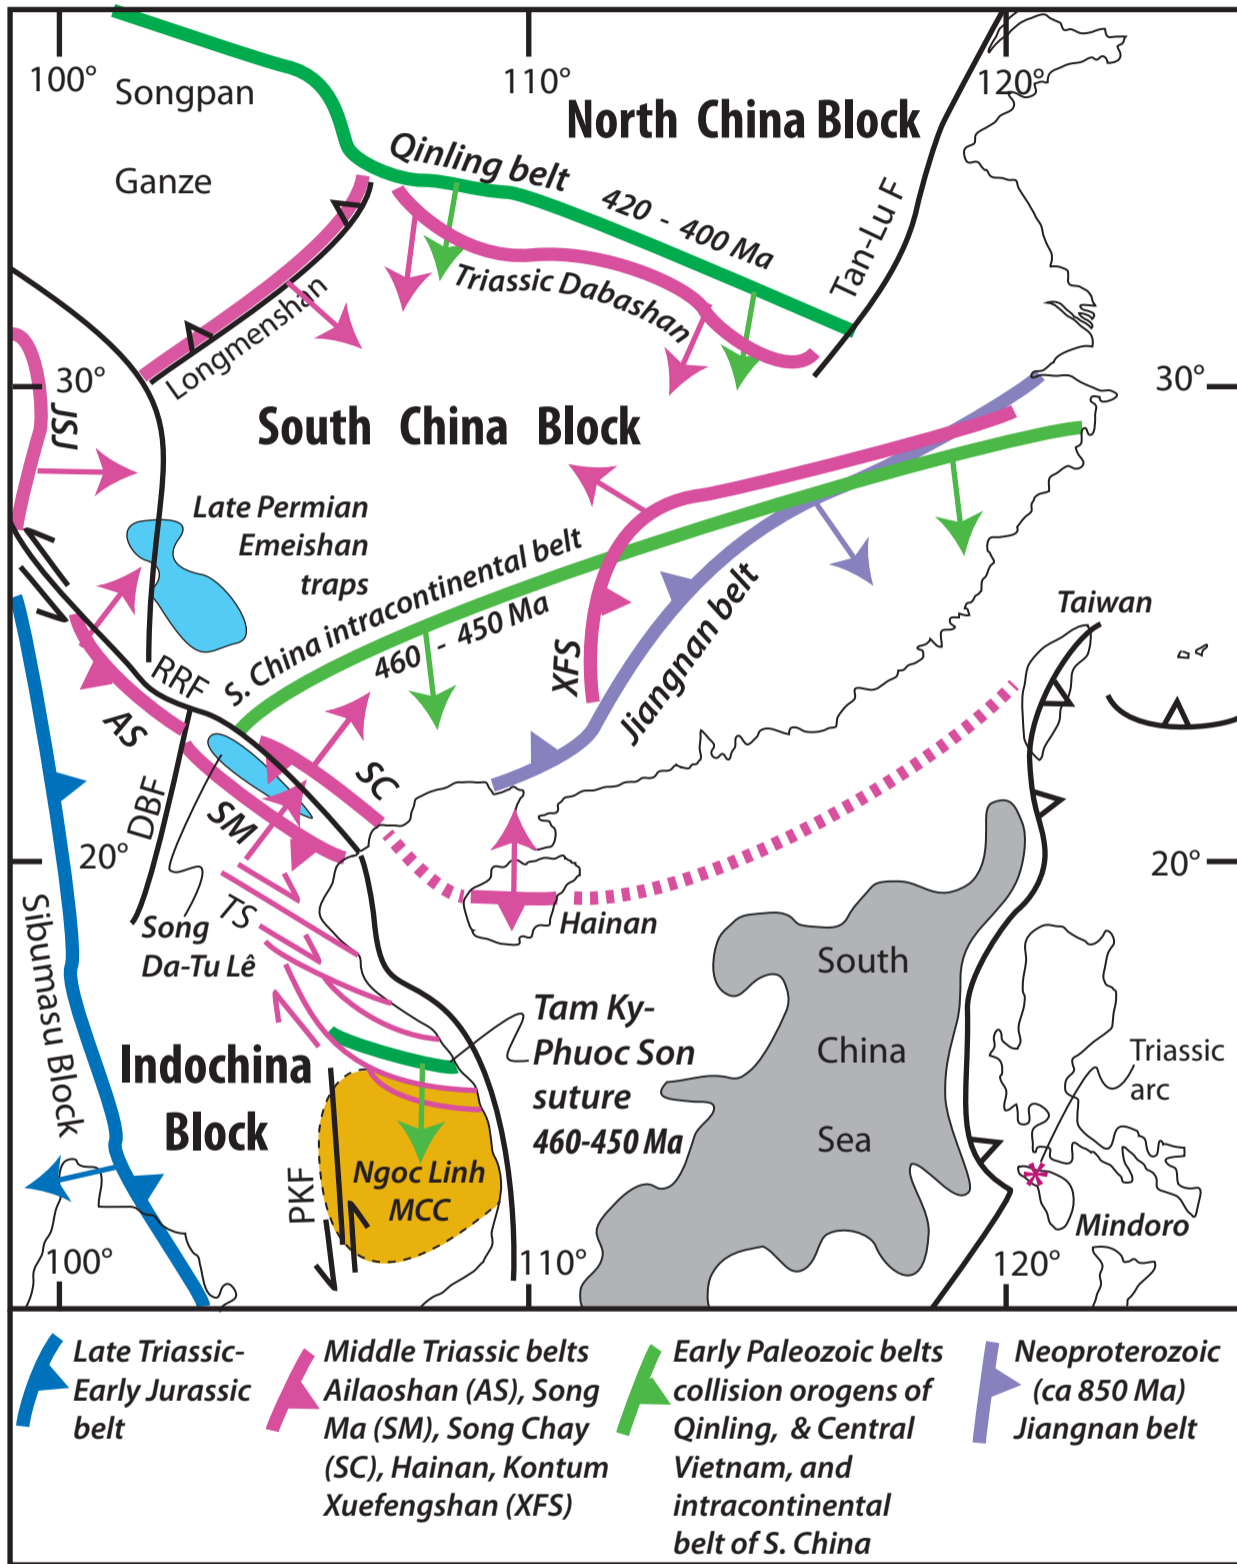 100°
110°
120°
Songpan
Ganze
North China Block
Qinling belt
420 - 400 Ma
Tan-Lu F
Triassic Dabashan
Longmenshan
30°
30°
JSJ
South China Block
Late Permian
Emeishan
traps
S. China intracontinental belt
460 - 450 Ma
XFS
Jiangnan belt
Taiwan
RRF
AS
DBF
SC
SM
20°
20°
TS
Song
Da-Tu Lê
Hainan
Sibumasu Block
South
China
Sea
Tam Ky-
Phuoc Son
suture
460-450 Ma
Indochina
Block
Triassic
arc
PKF
Ngoc Linh
MCC
Mindoro
100°
110°
120°
Late Triassic-
Early Jurassic
belt
Middle Triassic belts
Ailaoshan (AS), Song
Ma (SM), Song Chay
(SC), Hainan, Kontum
Xuefengshan (XFS)
Early Paleozoic belts
collision orogens of
Qinling, & Central
Vietnam, and
intracontinental
belt of S. China
Neoproterozoic
(ca 850 Ma)
Jiangnan belt